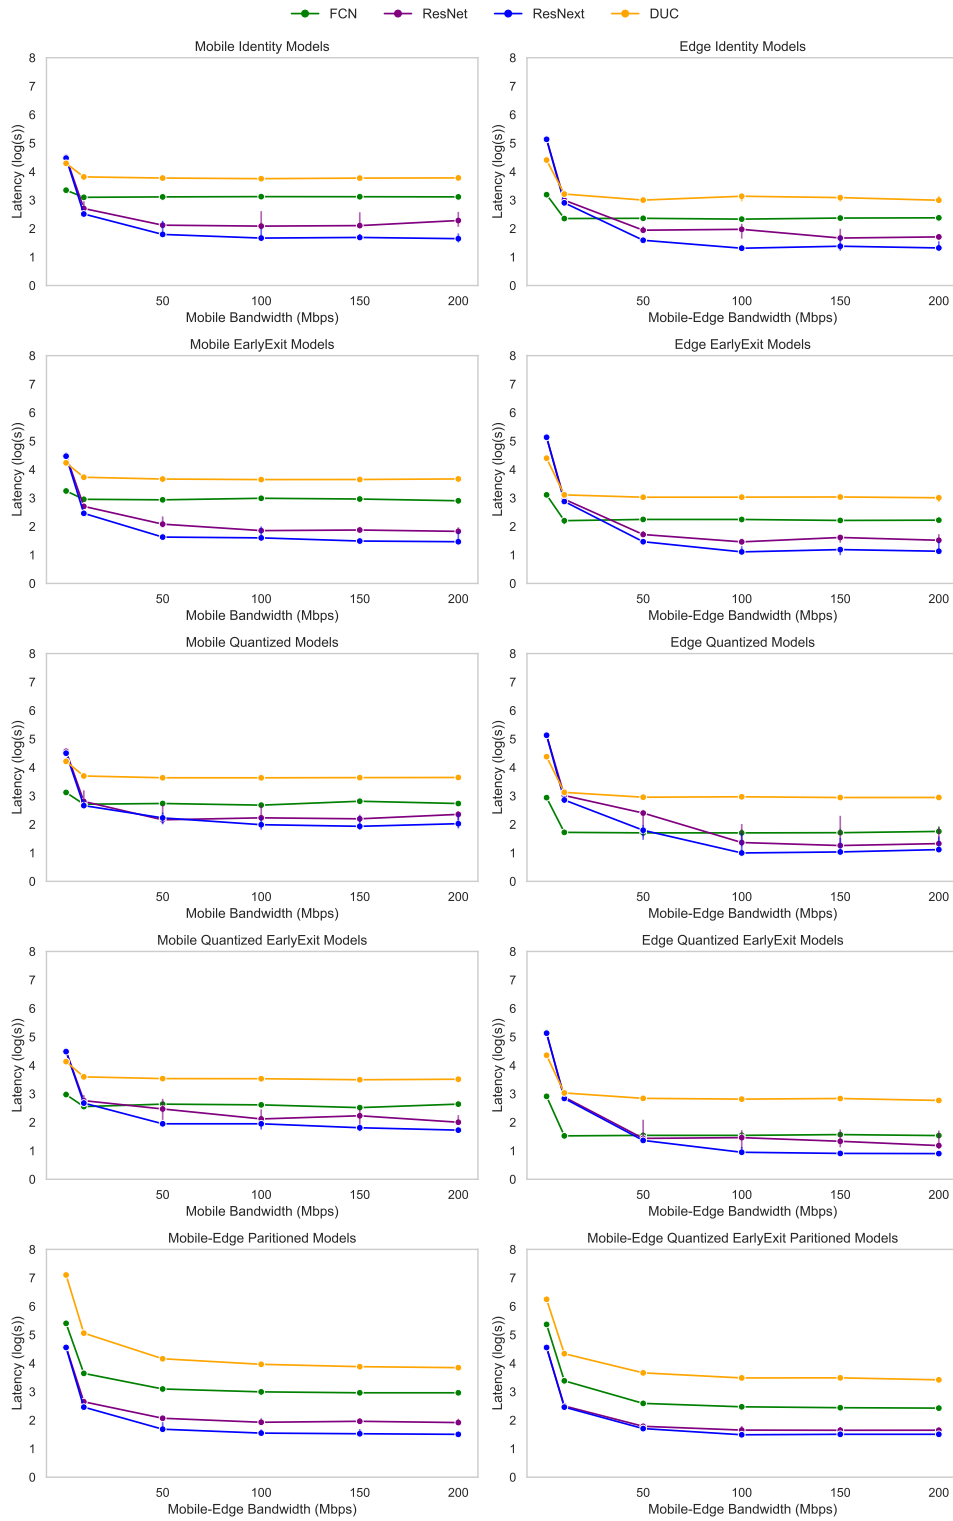 FCN ResNet ResNext DUC
Mobile Identity Models
8
7
6
5
4
3
2
1
0
Latency (log(s))
50 100 150 200
Mobile Bandwidth (Mbps)
Edge Identity Models
8
7
6
5
4
3
2
1
0
Latency (log(s))
50 100 150 200
Mobile-Edge Bandwidth (Mbps)
Mobile EarlyExit Models
8
7
6
5
4
3
2
1
0
Latency (log(s))
50 100 150 200
Mobile Bandwidth (Mbps)
Edge EarlyExit Models
8
7
6
5
4
3
2
1
0
Latency (log(s))
50 100 150 200
Mobile-Edge Bandwidth (Mbps)
Mobile Quantized Models
8
7
6
5
4
3
2
1
0
Latency (log(s))
50 100 150 200
Mobile Bandwidth (Mbps)
Edge Quantized Models
8
7
6
5
4
3
2
1
0
Latency (log(s))
50 100 150 200
Mobile-Edge Bandwidth (Mbps)
Mobile Quantized EarlyExit Models
8
7
6
5
4
3
2
1
0
Latency (log(s))
50 100 150 200
Mobile Bandwidth (Mbps)
Edge Quantized EarlyExit Models
8
7
6
5
4
3
2
1
0
Latency (log(s))
50 100 150 200
Mobile-Edge Bandwidth (Mbps)
Mobile-Edge Paritioned Models
8
7
6
5
4
3
2
1
0
Latency (log(s))
50 100 150 200
Mobile-Edge Bandwidth (Mbps)
Mobile-Edge Quantized EarlyExit Paritioned Models
8
7
6
5
4
3
2
1
0
Latency (log(s))
50 100 150 200
Mobile-Edge Bandwidth (Mbps)